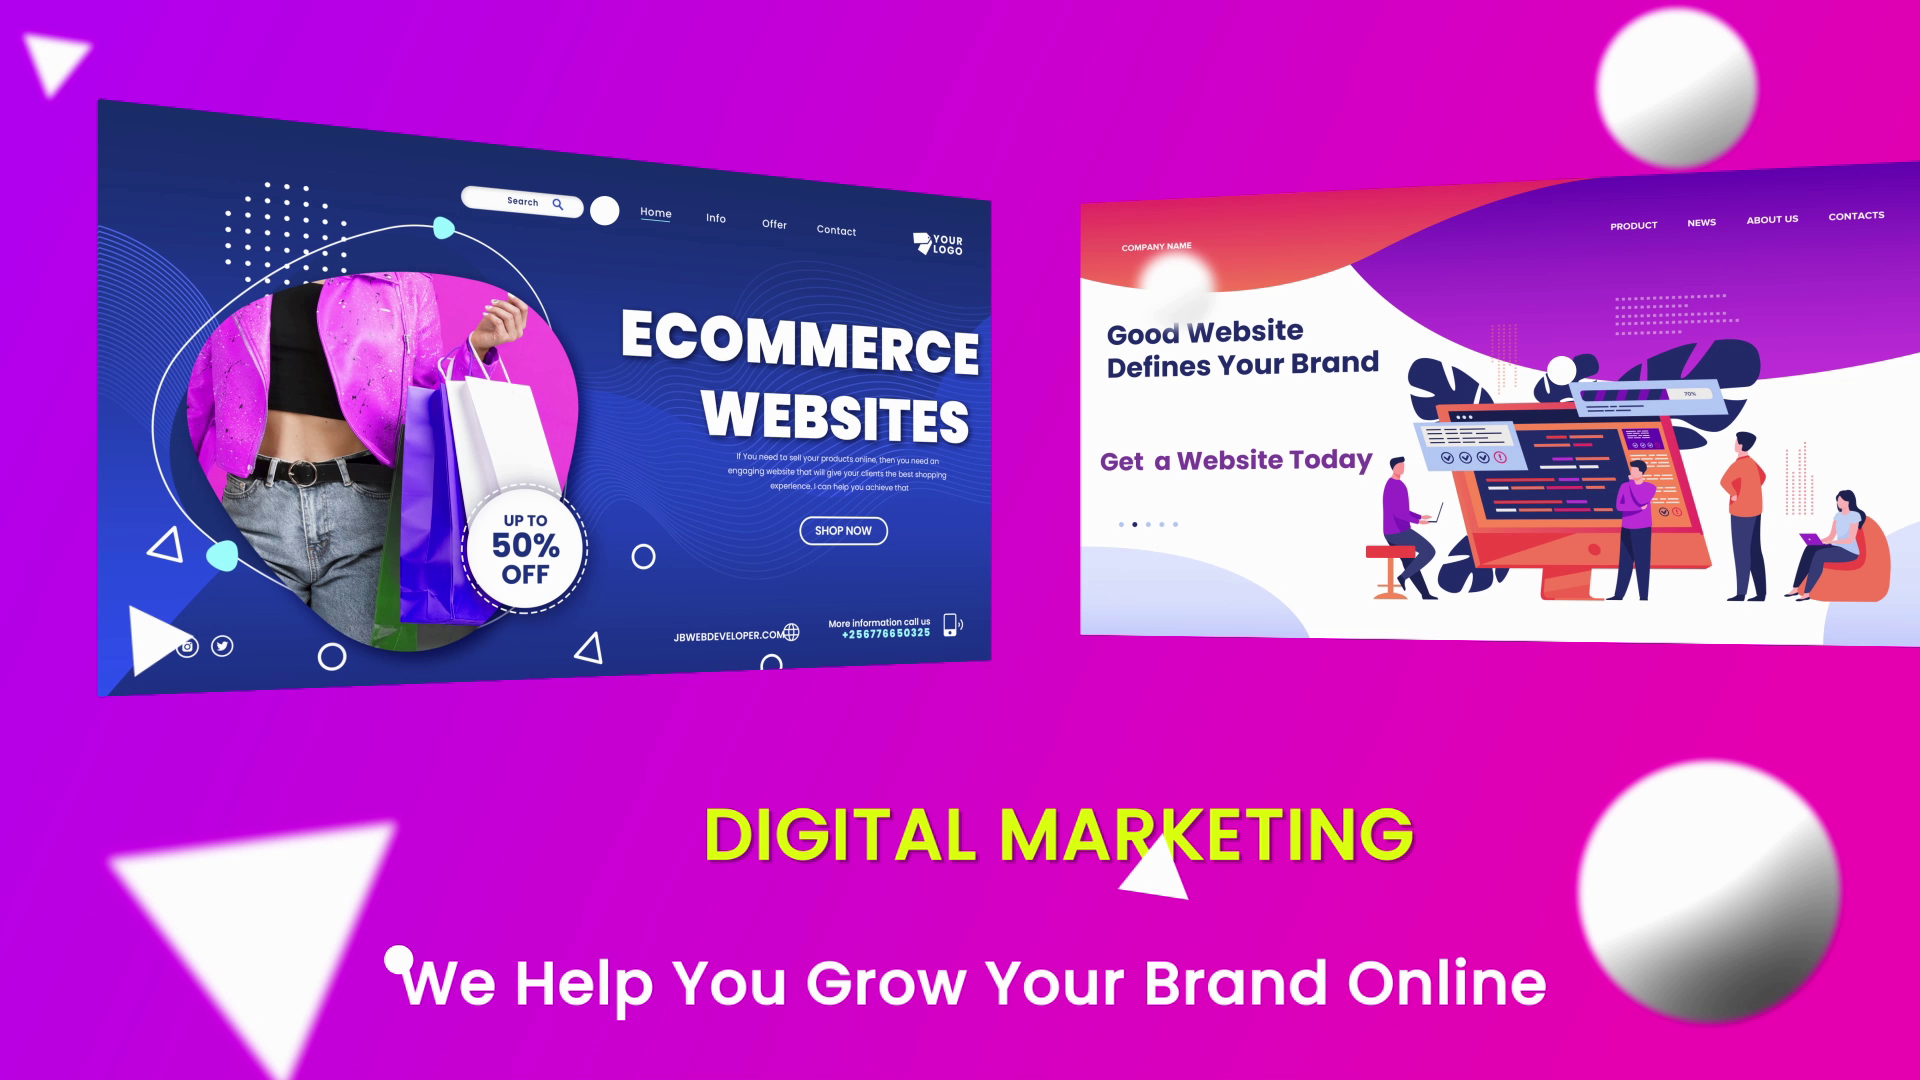 Search
Home
Info
Offer
Contact
YOUR
LOGO
ECOMMERCE
WEBSITES
If You need to sell your products online, then you need an
engaging website that will give your clients the best shopping
experience. I can help you achieve that
SHOP NOW
UP TO
50%
OFF
JBWEBDEVELOPER.COM
More information call us
+256776650325
COMPANY NAME
PRODUCT
NEWS
ABOUT US
CONTACTS
Good Website
Defines Your Brand
Get a Website Today
70%
DIGITAL MARKETING
We Help You Grow Your Brand Online